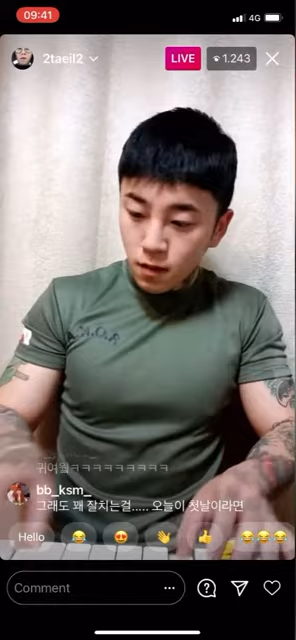 09:41
4G
2taeil2
LIVE
1.243
C.A.O.R
귀여웤ㅋㅋㅋㅋㅋㅋㅋㅋㅋ
bb_ksm_
그래도 꽤 잘치는걸..... 오늘이 첫날이라면
Hello
Comment